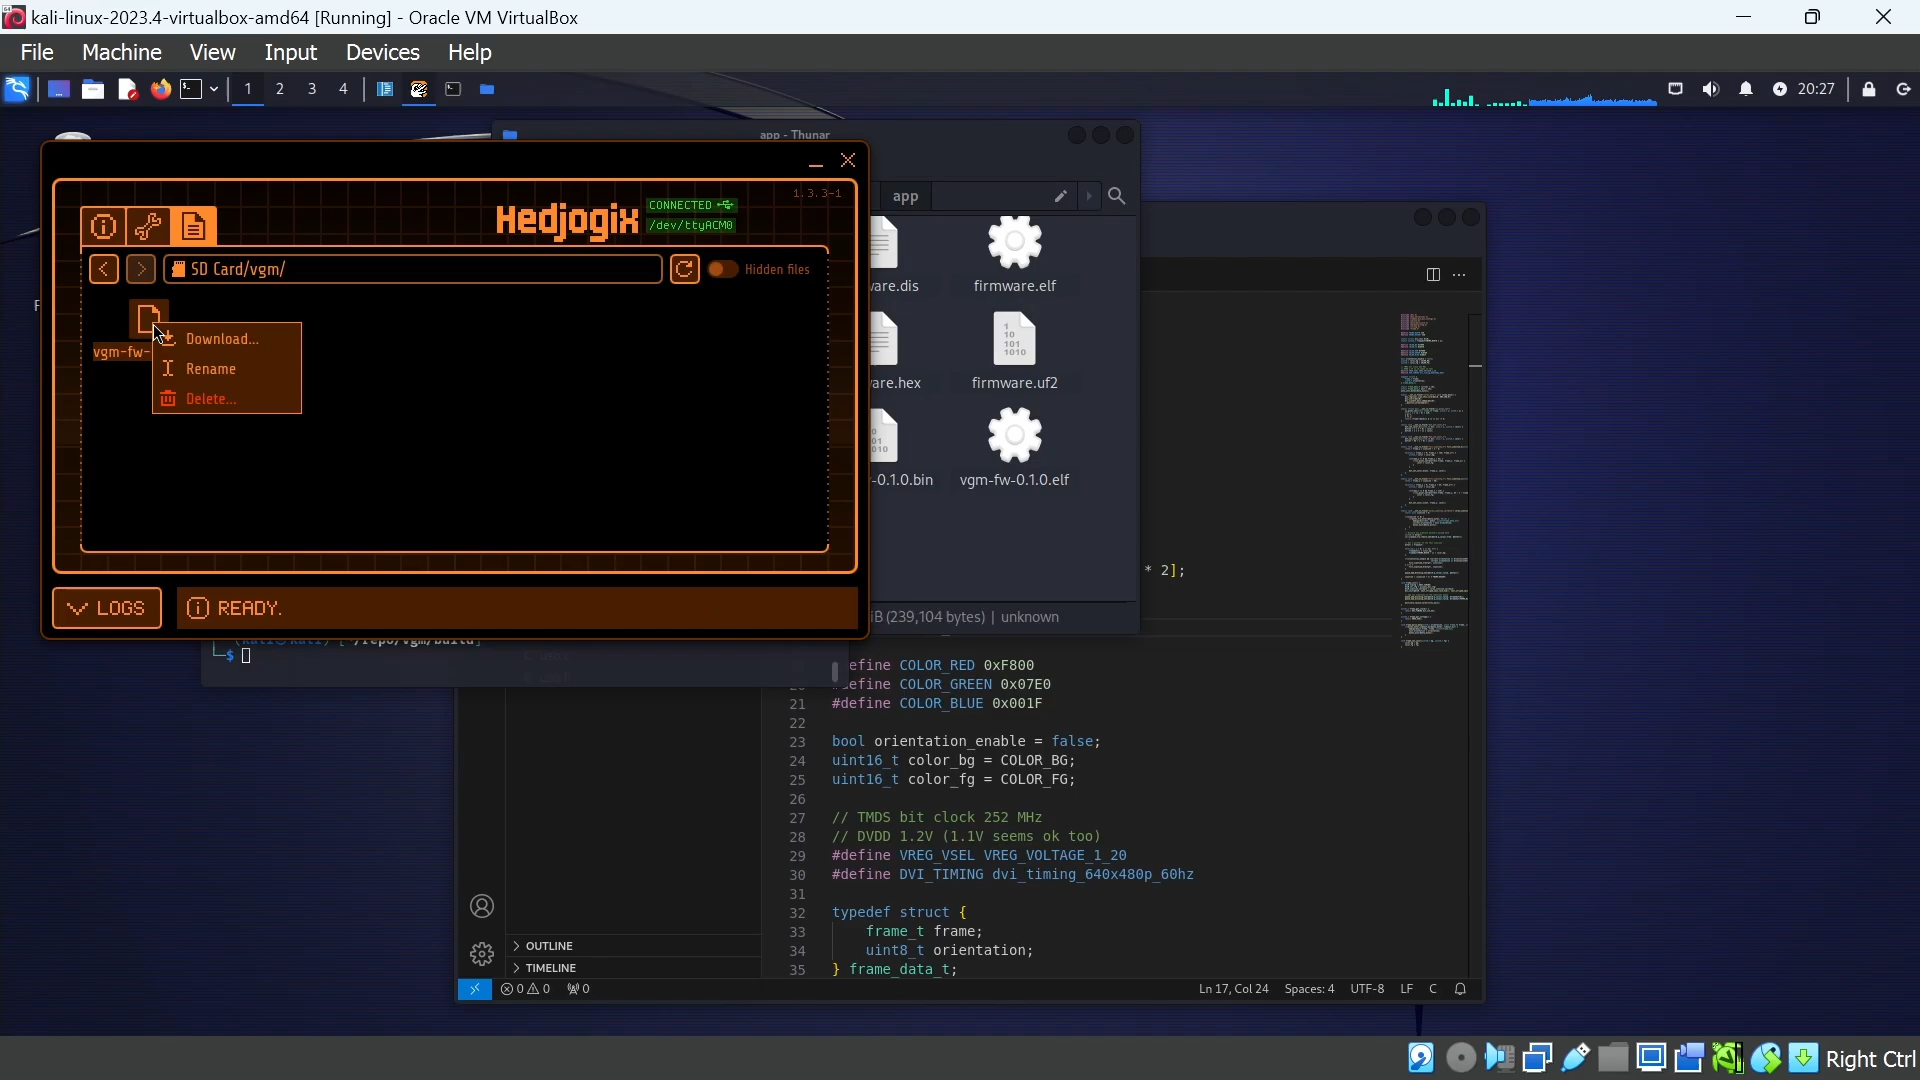 kali-linux-2023.4-virtualbox-amd64 [Running] - Oracle VM VirtualBox
File Machine View Input Devices Help
1 2 3 4
20:27
app - Thunar
1.3.3-1
Hedjogix
CONNECTED
/dev/ttyACM0
app
SD Card/vgm/
Hidden files
vgm-fw-
Download...
Rename
Delete...
are.dis
firmware.elf
are.hex
firmware.uf2
-0.1.0.bin
vgm-fw-0.1.0.elf
* 2];
LOGS
READY.
iB (239,104 bytes) | unknown
$
efine COLOR_RED 0xF800
efine COLOR_GREEN 0x07E0
21 #define COLOR_BLUE 0x001F
22
23 bool orientation_enable = false;
24 uint16_t color_bg = COLOR_BG;
25 uint16_t color_fg = COLOR_FG;
26
27 // TMDS bit clock 252 MHz
28 // DVDD 1.2V (1.1V seems ok too)
29 #define VREG_VSEL VREG_VOLTAGE_1_20
30 #define DVI_TIMING dvi_timing_640x480p_60hz
31
32 typedef struct {
33 frame_t frame;
34 uint8_t orientation;
35 } frame_data_t;
OUTLINE
TIMELINE
0 0 0
Ln 17, Col 24 Spaces: 4 UTF-8 LF C
Right Ctrl